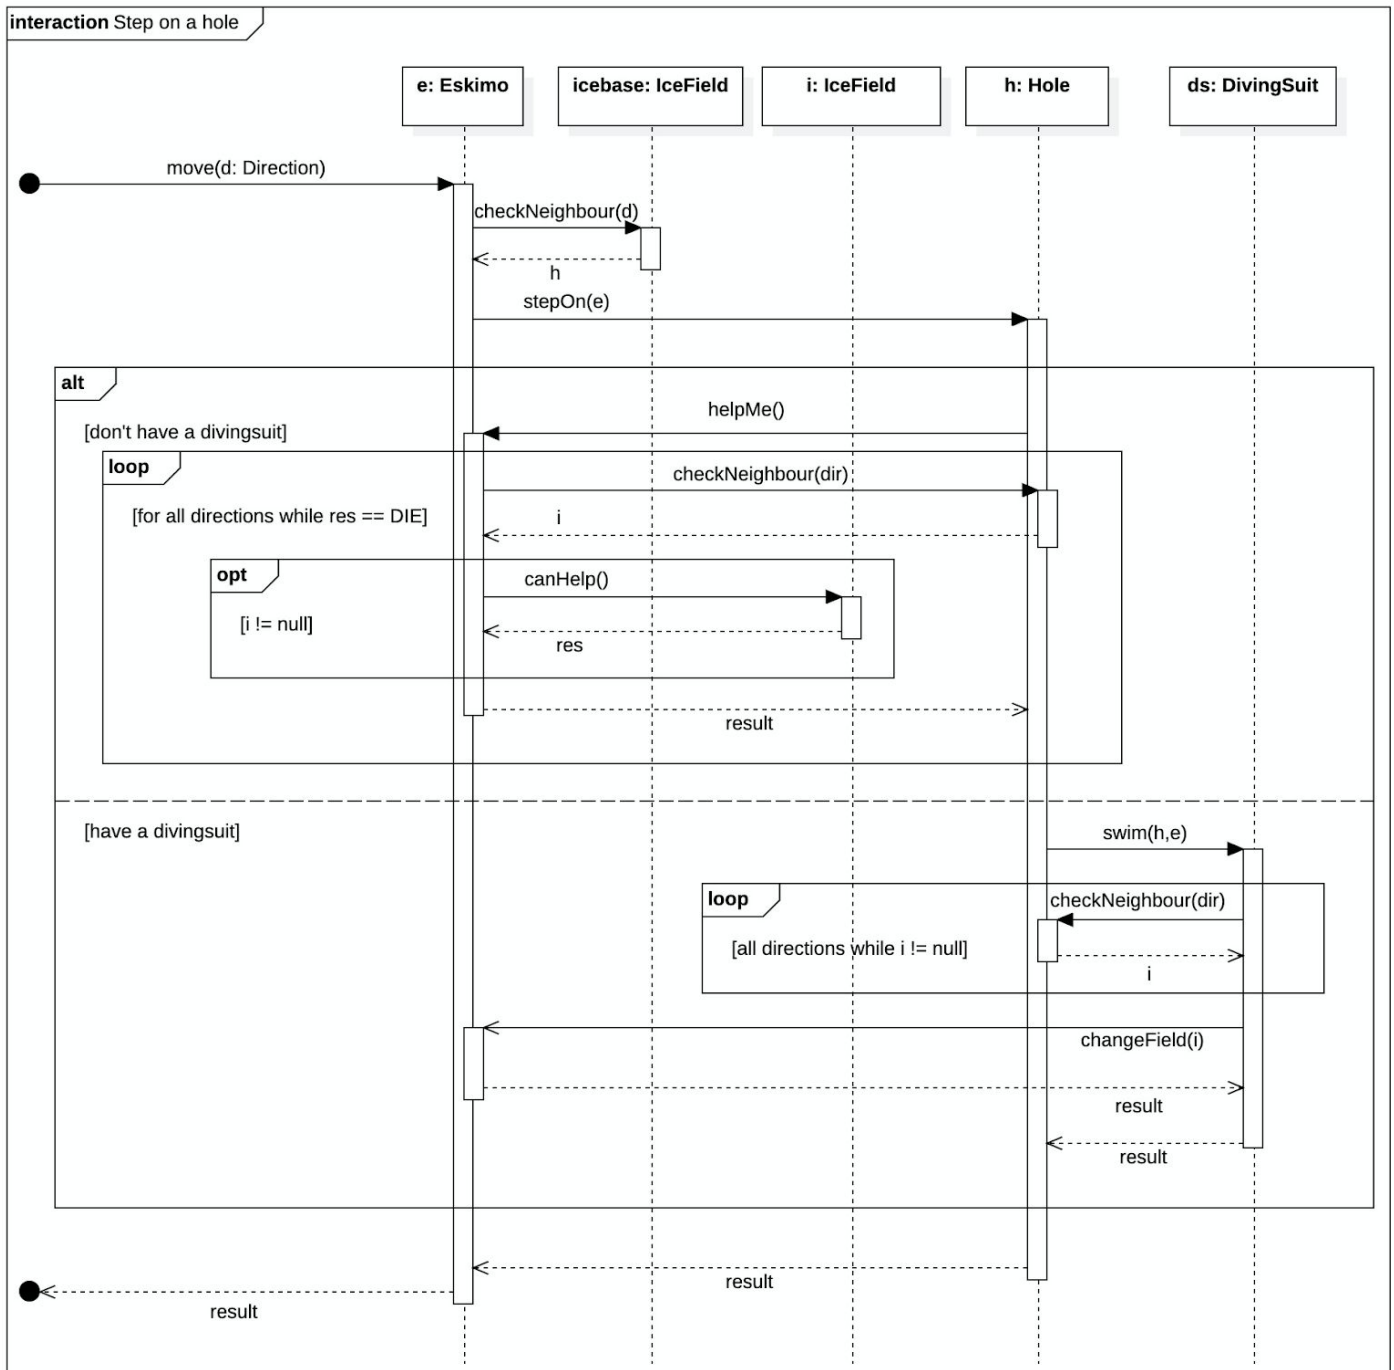 interaction Step on a hole
e: Eskimo
icebase: IceField
i: IceField
h: Hole
ds: DivingSuit
move(d: Direction)
checkNeighbour(d)
h
stepOn(e)
alt
helpMe()
[don't have a divingsuit]
loop
checkNeighbour(dir)
[for all directions while res == DIE]
i
opt
canHelp()
[i != null]
res
result
[have a divingsuit]
swim(h,e)
loop
checkNeighbour(dir)
[all directions while i != null]
i
changeField(i)
result
result
result
result